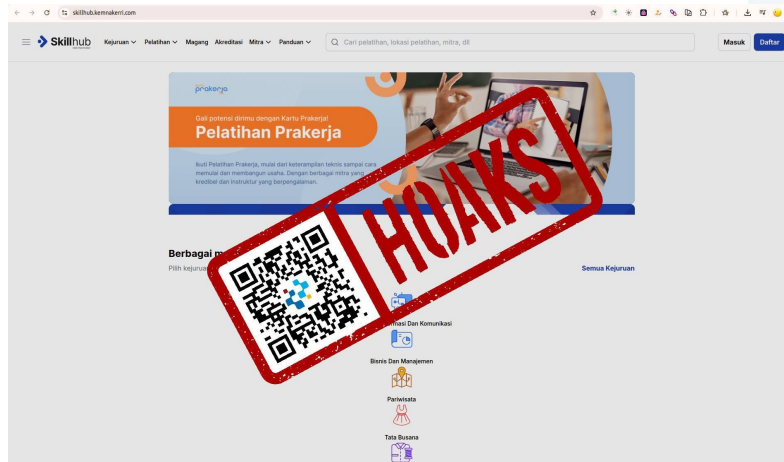 skillhub.kemnakerri.com
Skillhub
Kejuruan
Pelatihan
Magang
Akreditasi
Mitra
Panduan
Cari pelatihan, lokasi pelatihan, mitra, dll
Masuk
Daftar
prakerja
Gali potensi dirimu dengan Kartu Prakerja!
Pelatihan Prakerja
Ikuti Pelatihan Prakerja, mulai dari keterampilan teknis sampai cara
memulai dan membangun usaha. Dengan berbagai mitra yang
kredibel dan instruktur yang berpengalaman.
HOAKS
Berbagai
Pilih
Semua Kejuruan
Dan Komunikasi
Bisnis Dan Manajemen
Pariwisata
Tata Busana